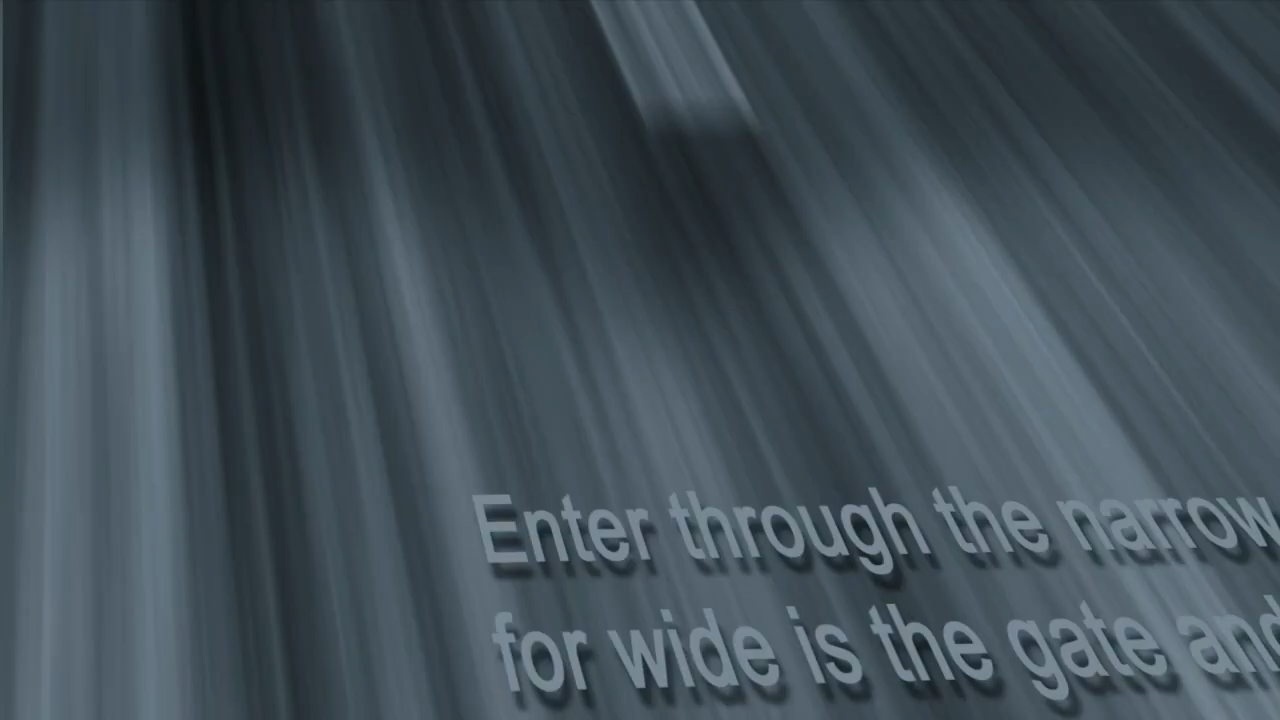 Enter through the narrow
for wide is the gate and